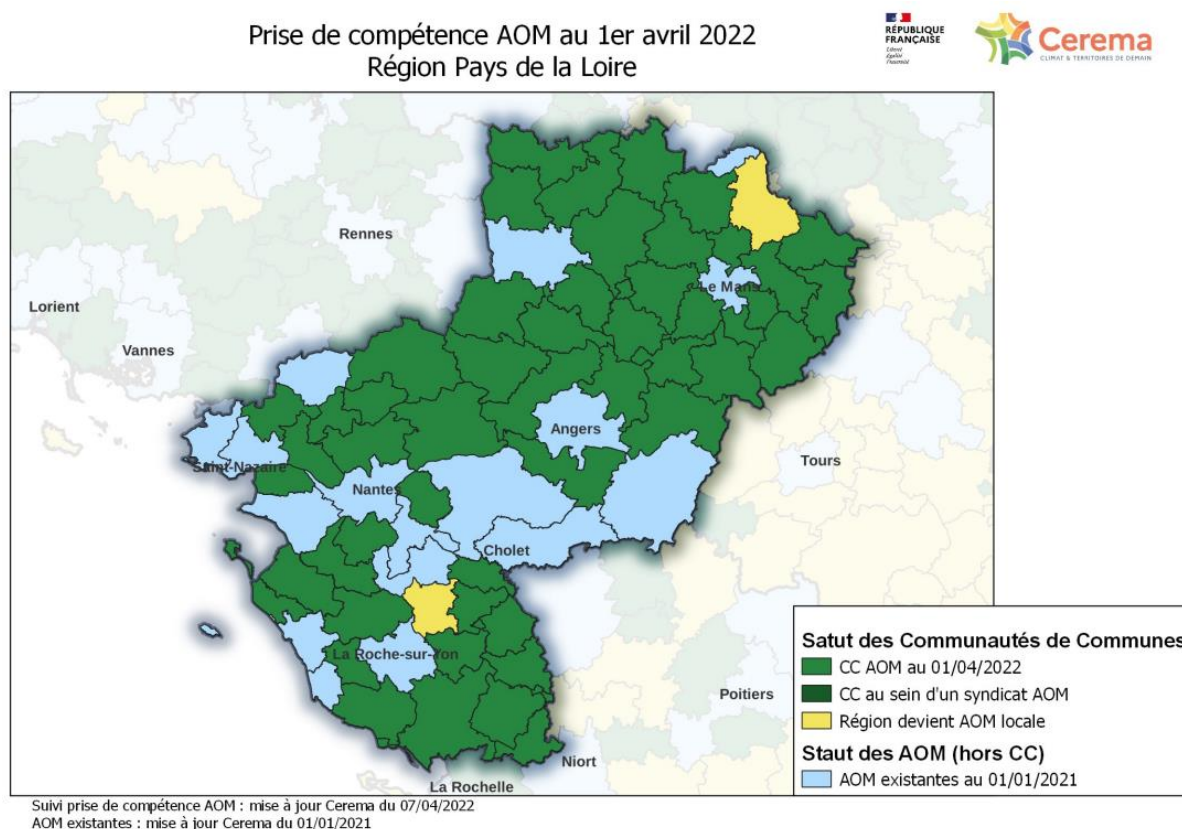 Prise de compétence AOM au 1er avril 2022
Région Pays de la Loire
RÉPUBLIQUE
FRANÇAISE
Liberté
Égalité
Fraternité
Cerema
CLIMAT & TERRITOIRES DE DEMAIN
Rennes
Lorient
Vannes
Le Mans
Angers
Saint-Nazaire
Nantes
Tours
Cholet
La Roche-sur-Yon
Poitiers
Niort
La Rochelle
Satut des Communautés de Communes
CC AOM au 01/04/2022
CC au sein d'un syndicat AOM
Région devient AOM locale
Staut des AOM (hors CC)
AOM existantes au 01/01/2021
Suivi prise de compétence AOM : mise à jour Cerema du 07/04/2022
AOM existantes : mise à jour Cerema du 01/01/2021